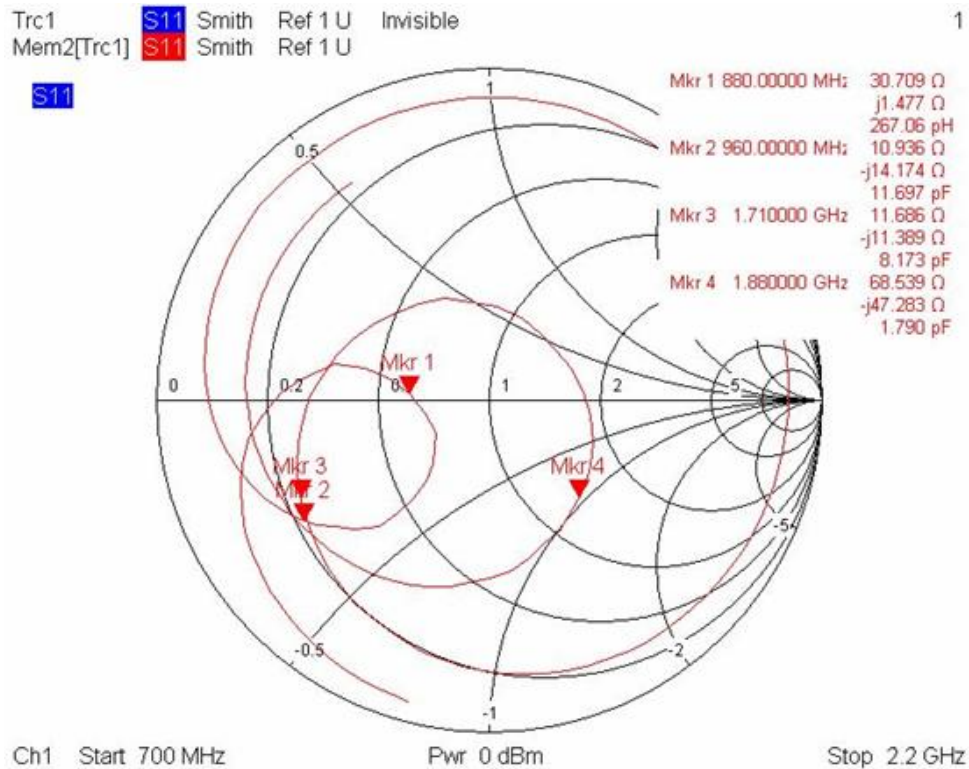 Trc1 S11 Smith Ref 1 U Invisible 1
Mem2[Trc1] S11 Smith Ref 1 U
S11
Mkr 1 880.00000 MHz 30.709 Ω
j1.477 Ω
267.06 pH
Mkr 2 960.00000 MHz 10.936 Ω
-j14.174 Ω
11.697 pF
Mkr 3 1.710000 GHz 11.686 Ω
-j11.389 Ω
8.173 pF
Mkr 4 1.880000 GHz 68.539 Ω
-j47.283 Ω
1.790 pF
1
0.5
Mkr 1
0 0.2 1 2 5
Mkr 3 Mkr 4
Mkr 2
-5
-0.5 -2
-1
Ch1 Start 700 MHz Pwr 0 dBm Stop 2.2 GHz